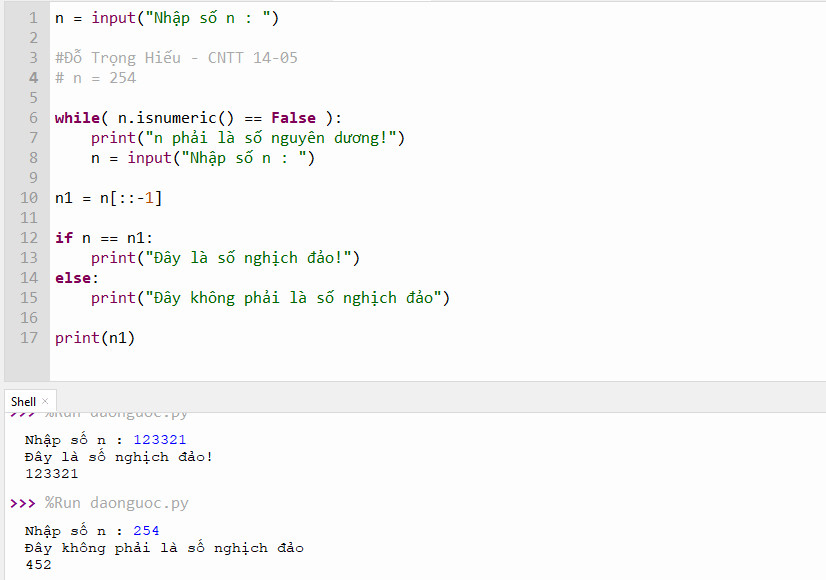 1 n = input("Nhập số n : ")
2
3 #Đỗ Trọng Hiếu - CNTT 14-05
4 # n = 254
5
6 while( n.isnumeric() == False ):
7 print("n phải là số nguyên dương!")
8 n = input("Nhập số n : ")
9
10 n1 = n[::-1]
11
12 if n == n1:
13 print("Đây là số nghịch đảo!")
14 else:
15 print("Đây không phải là số nghịch đảo")
16
17 print(n1)
Shell ×
>>> %Run daonguoc.py
Nhập số n : 123321
Đây là số nghịch đảo!
123321
>>> %Run daonguoc.py
Nhập số n : 254
Đây không phải là số nghịch đảo
452